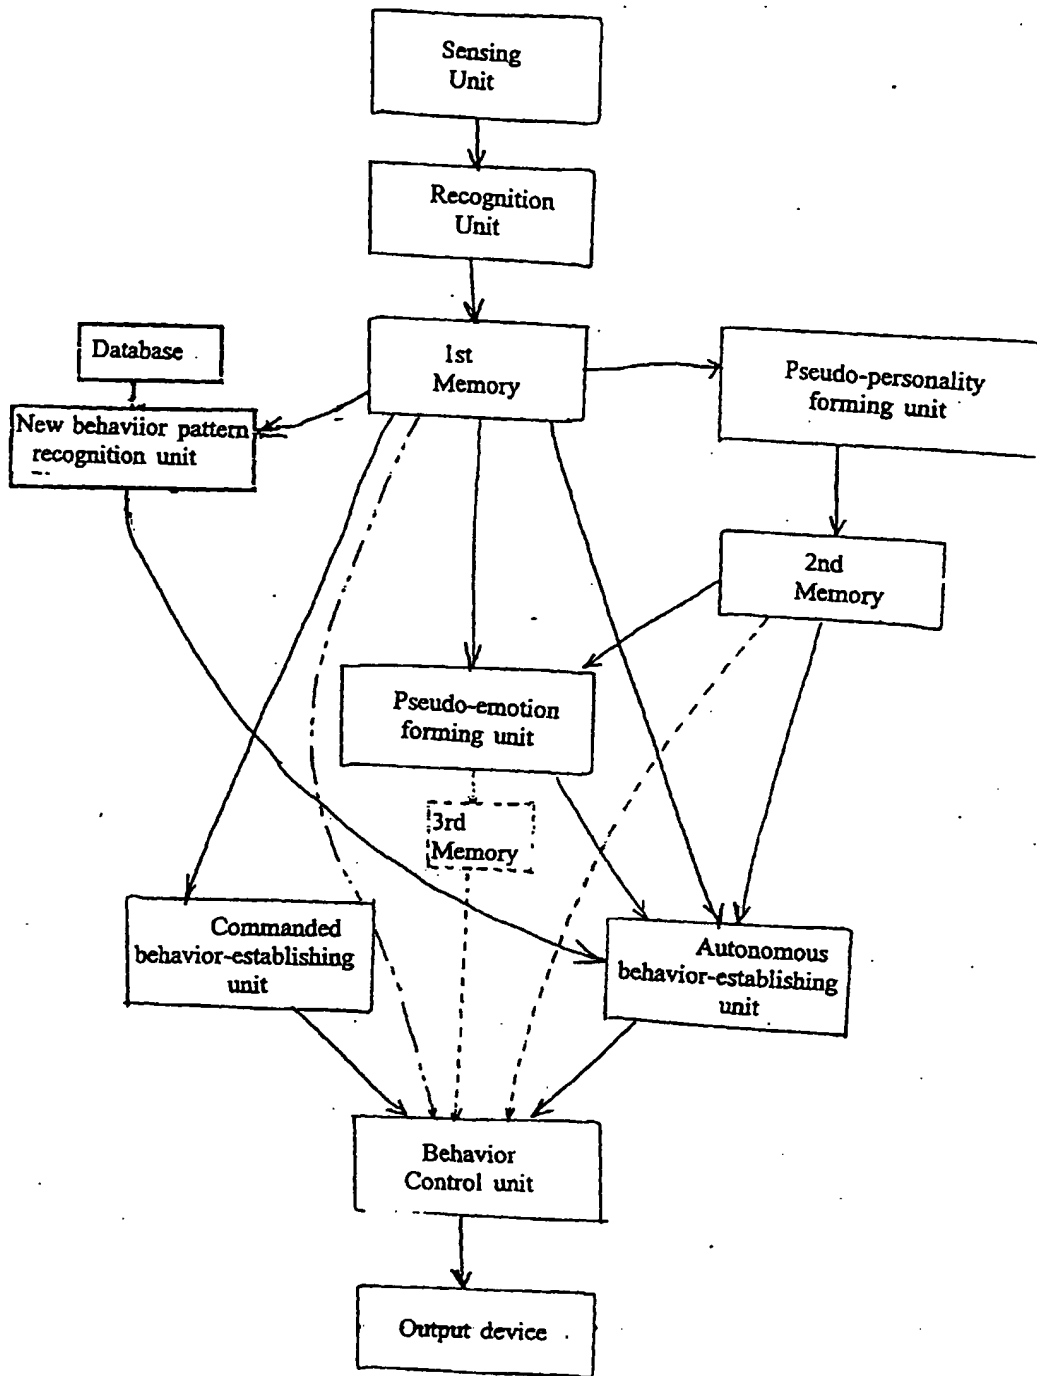 Sensing
Unit
Recognition
Unit
Database
1st
Memory
Pseudo-personality
forming unit
New behaviior pattern
recognition unit
2nd
Memory
Pseudo-emotion
forming unit
3rd
Memory
Commanded
behavior-establishing
unit
Autonomous
behavior-establishing
unit
Behavior
Control unit
Output device